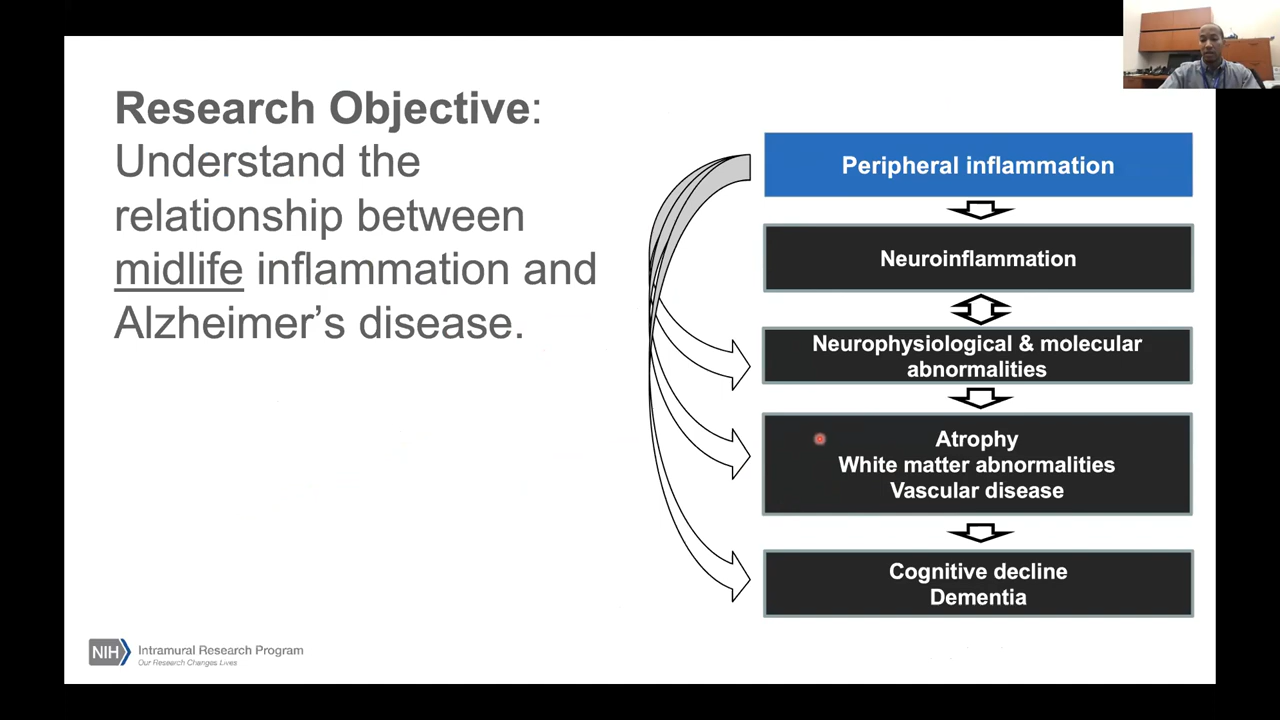 Research Objective:
Understand the
relationship between
midlife inflammation and
Alzheimer’s disease.
Peripheral inflammation
Neuroinflammation
Neurophysiological & molecular
abnormalities
Atrophy
White matter abnormalities
Vascular disease
Cognitive decline
Dementia
NIH
Intramural Research Program
Our Research Changes Lives